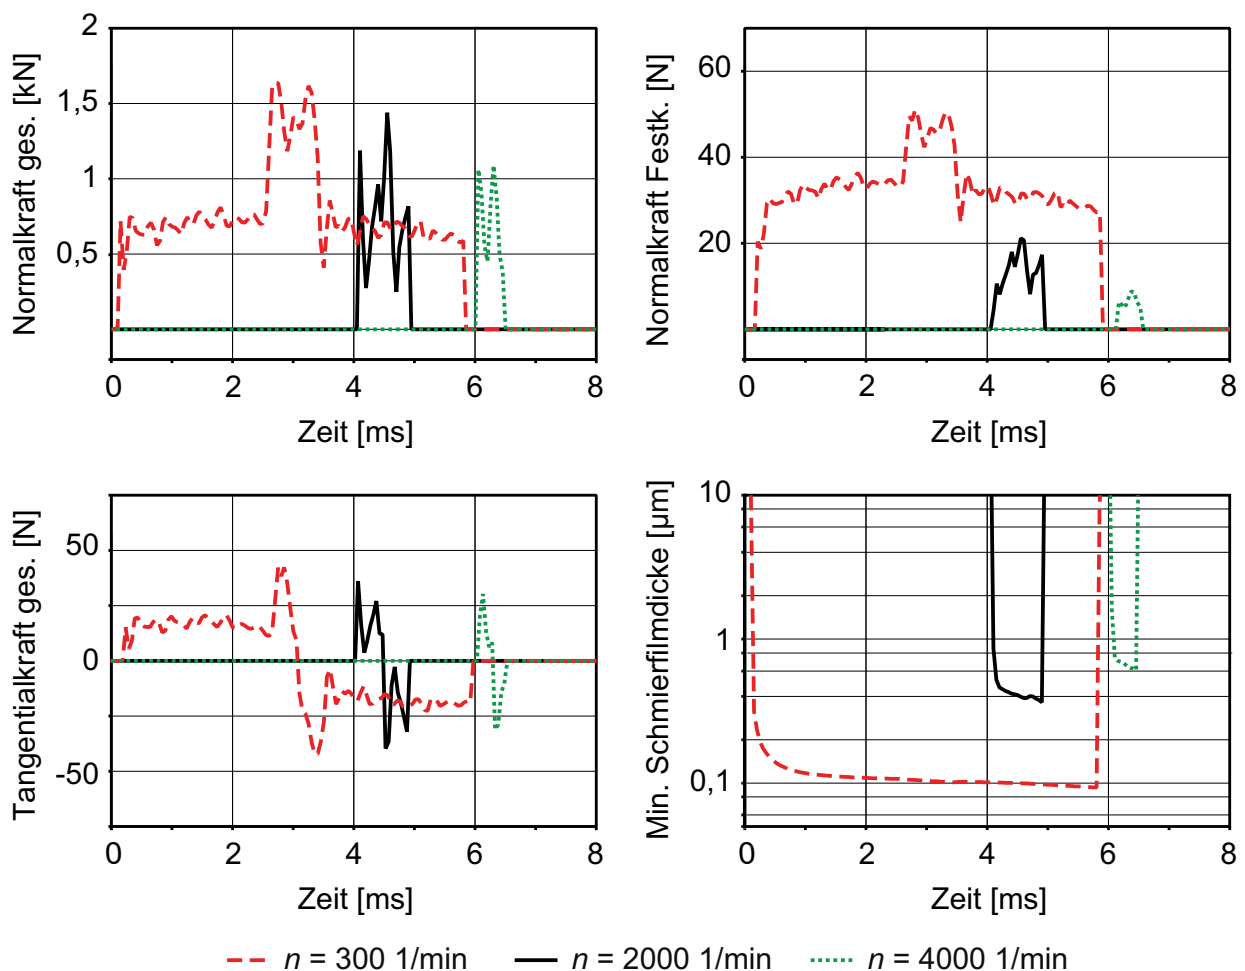 Normalkraft ges. [kN]
2
1,5
1
0,5
0 2 4 6 8
Zeit [ms]
Normalkraft Festk. [N]
60
40
20
0 2 4 6 8
Zeit [ms]
Tangentialkraft ges. [N]
50
0
-50
0 2 4 6 8
Zeit [ms]
Min. Schmierfilmdicke [µm]
10
1
0,1
0 2 4 6 8
Zeit [ms]
n = 300 1/min n = 2000 1/min n = 4000 1/min